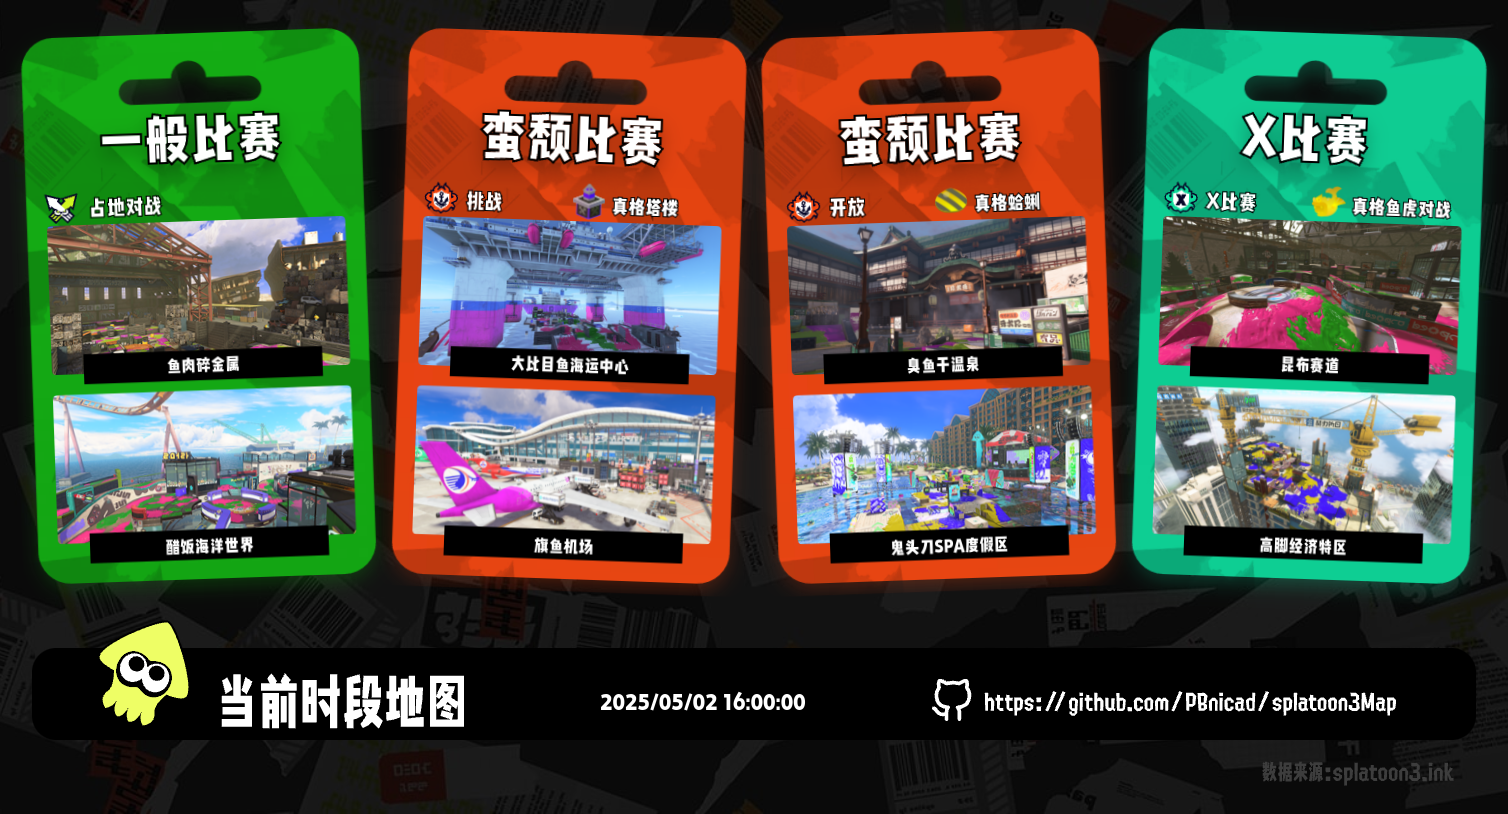 一般比赛
占地对战
鱼肉碎金属
醋饭海洋世界
蛮颓比赛
挑战
真格塔楼
大比目鱼海运中心
旗鱼机场
蛮颓比赛
开放
真格蛤蜊
臭鱼干温泉
鬼头刀SPA度假区
X比赛
X比赛
真格鱼虎对战
昆布赛道
高脚经济特区
当前时段地图
2025/05/02 16:00:00
https://github.com/PBnicad/splatoon3Map
数据来源:splatoon3.ink